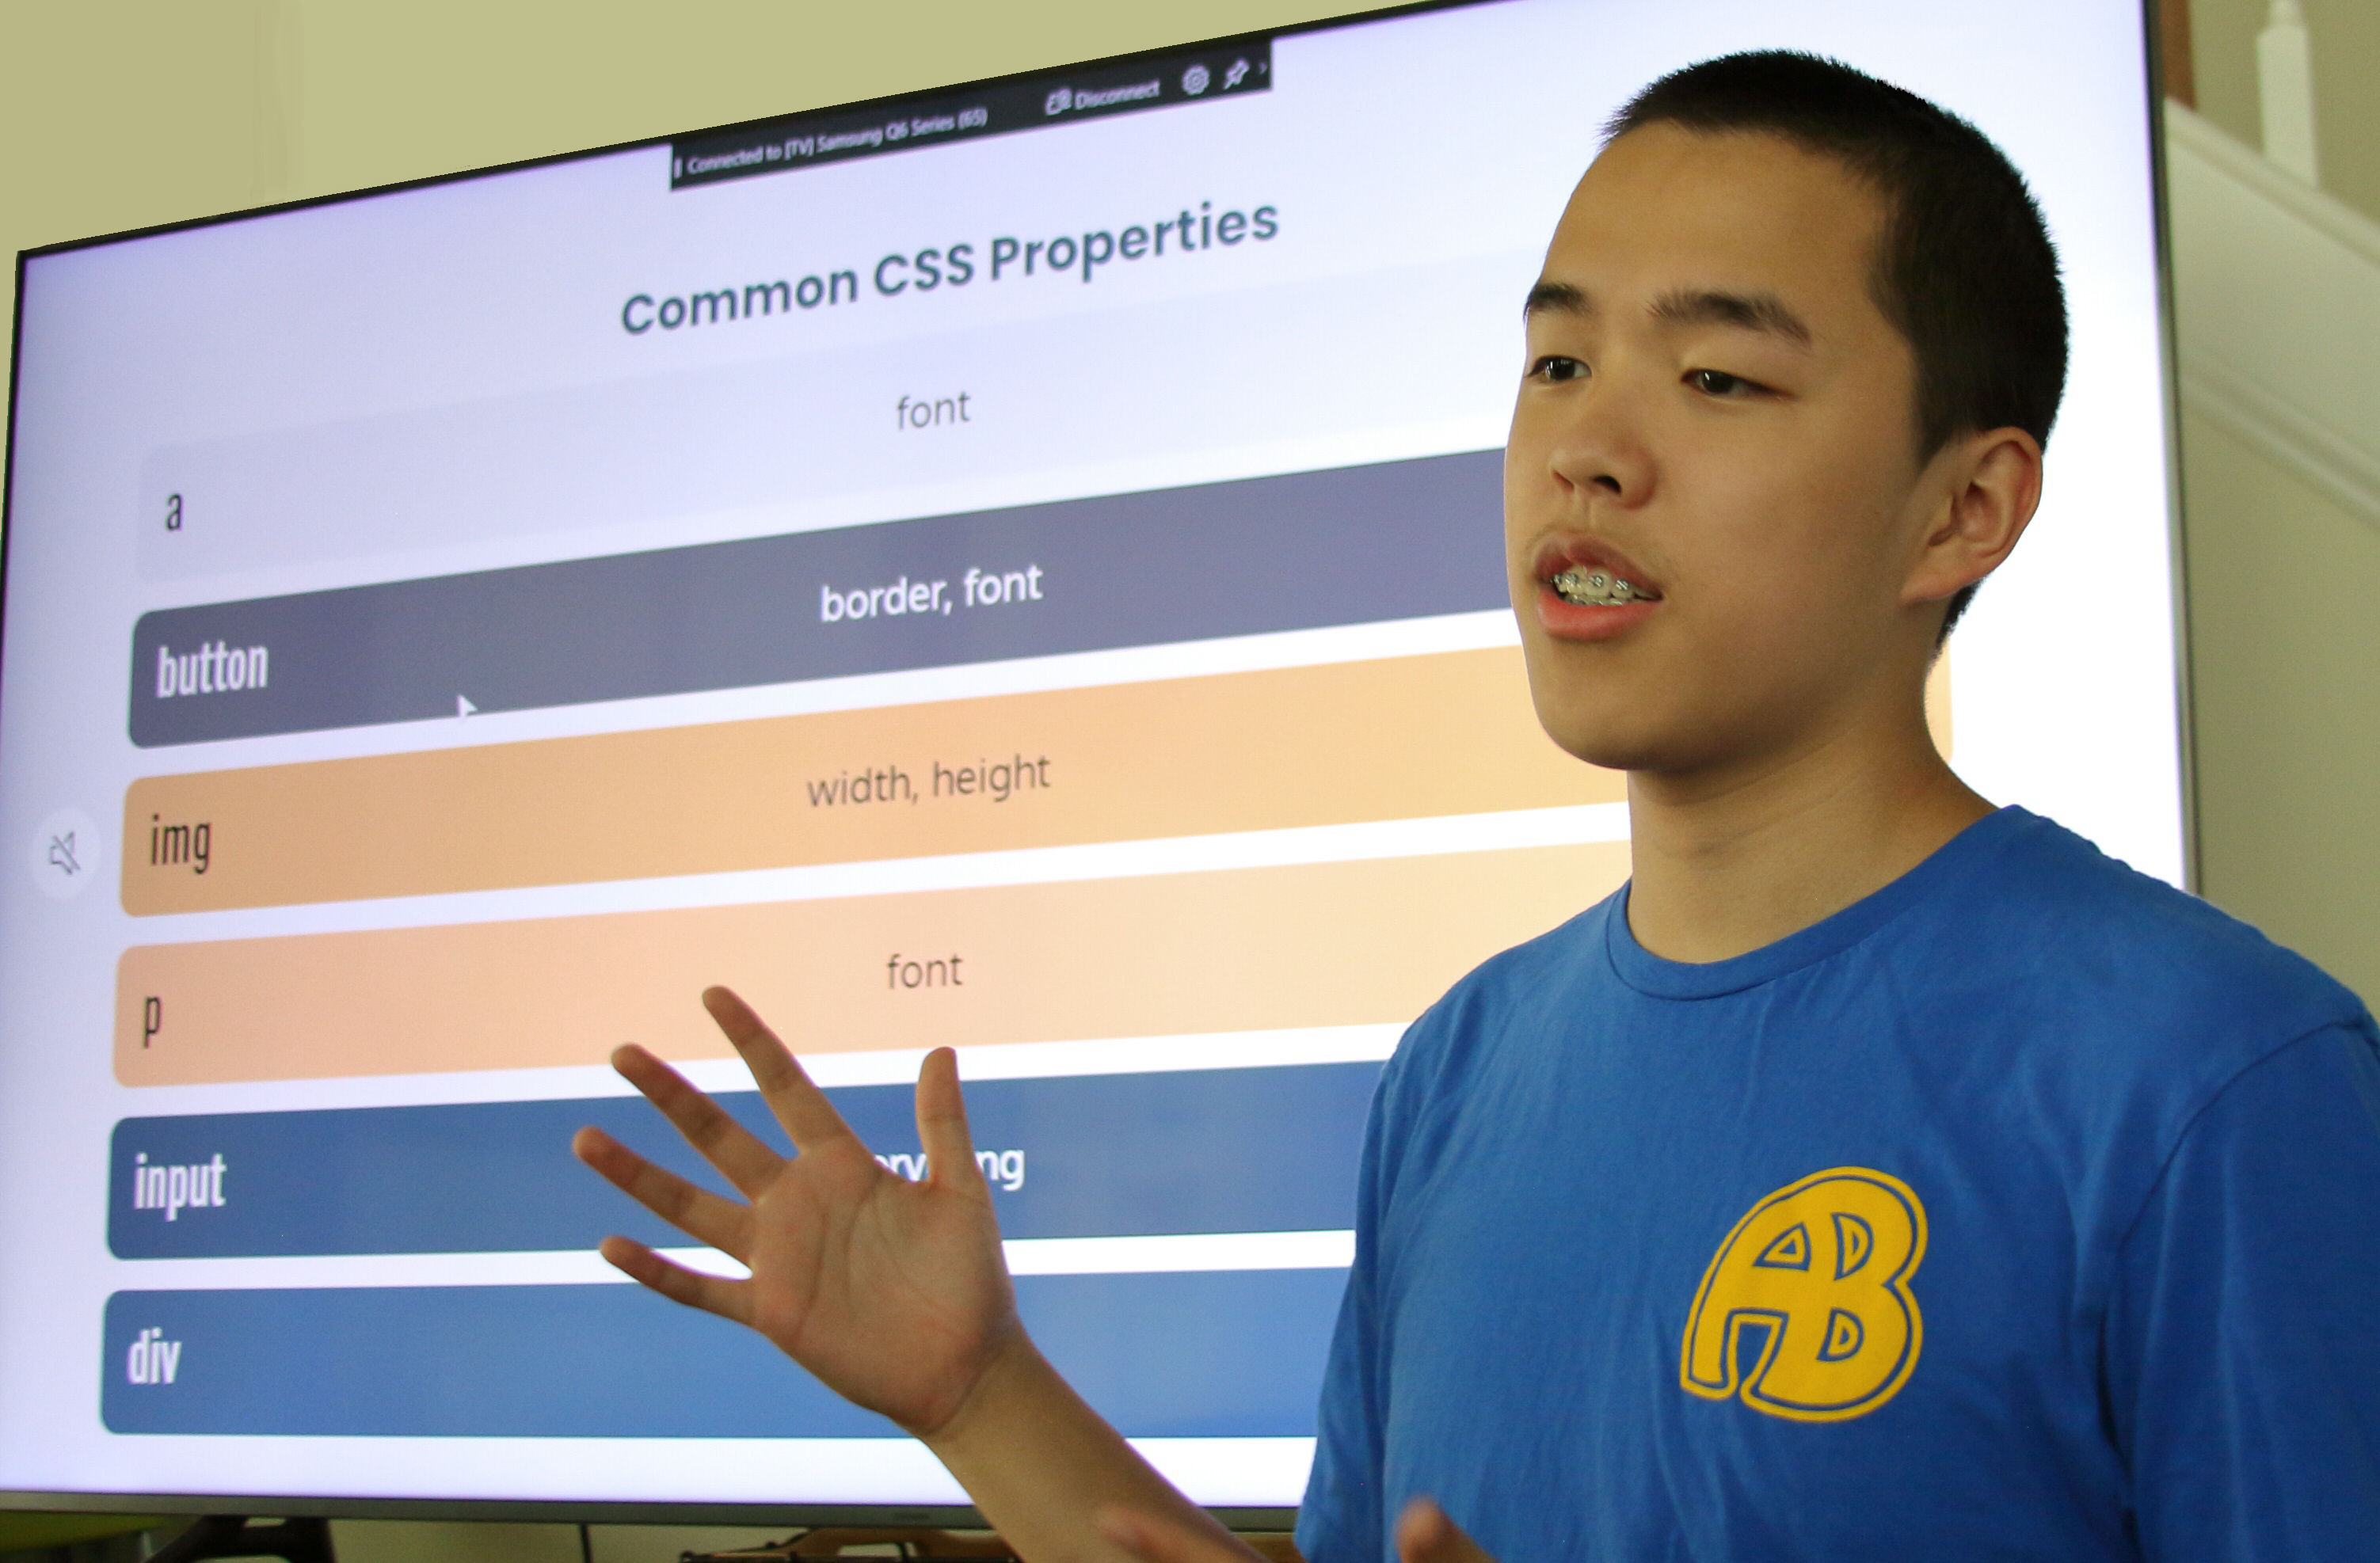 Connected to [TV] Samsung Q6 Series (65) Disconnect
Common CSS Properties
font
a
border, font
button
width, height
img
font
p
input
div
AB